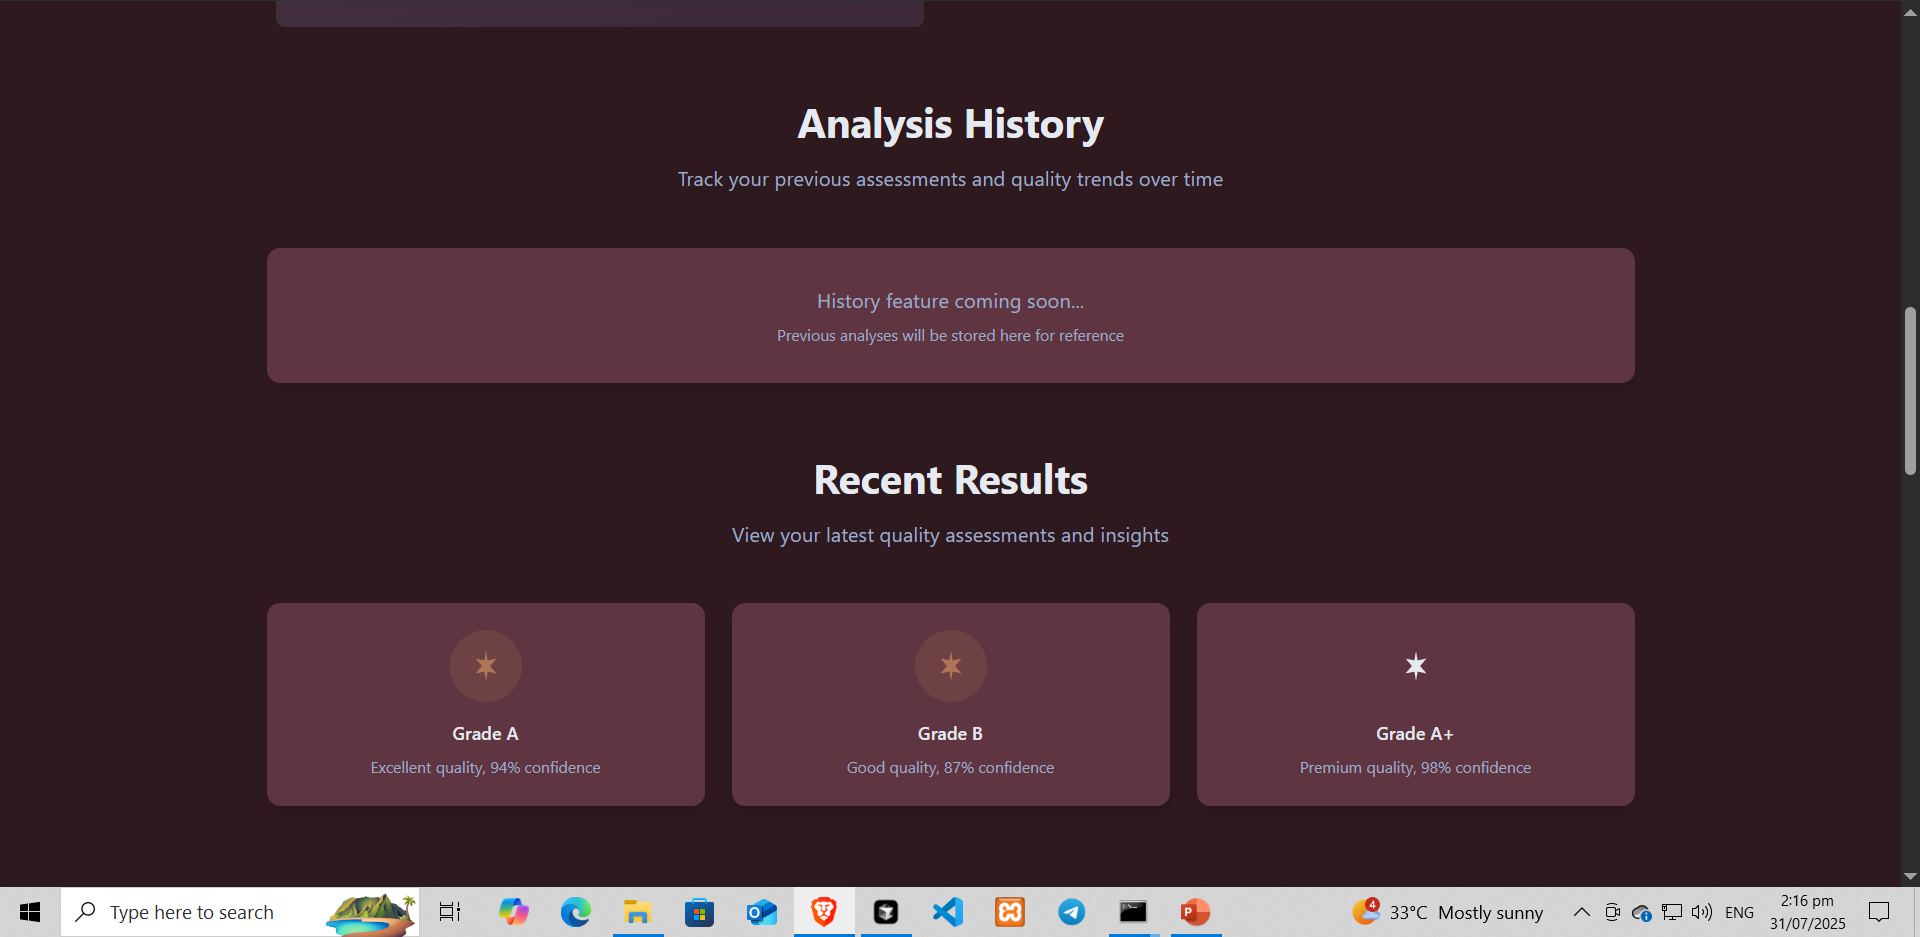 Analysis History
Track your previous assessments and quality trends over time
History feature coming soon...
Previous analyses will be stored here for reference
Recent Results
View your latest quality assessments and insights
Grade A
Excellent quality, 94% confidence
Grade B
Good quality, 87% confidence
Grade A+
Premium quality, 98% confidence
Type here to search
4
33°C Mostly sunny
ENG
2:16 pm
31/07/2025